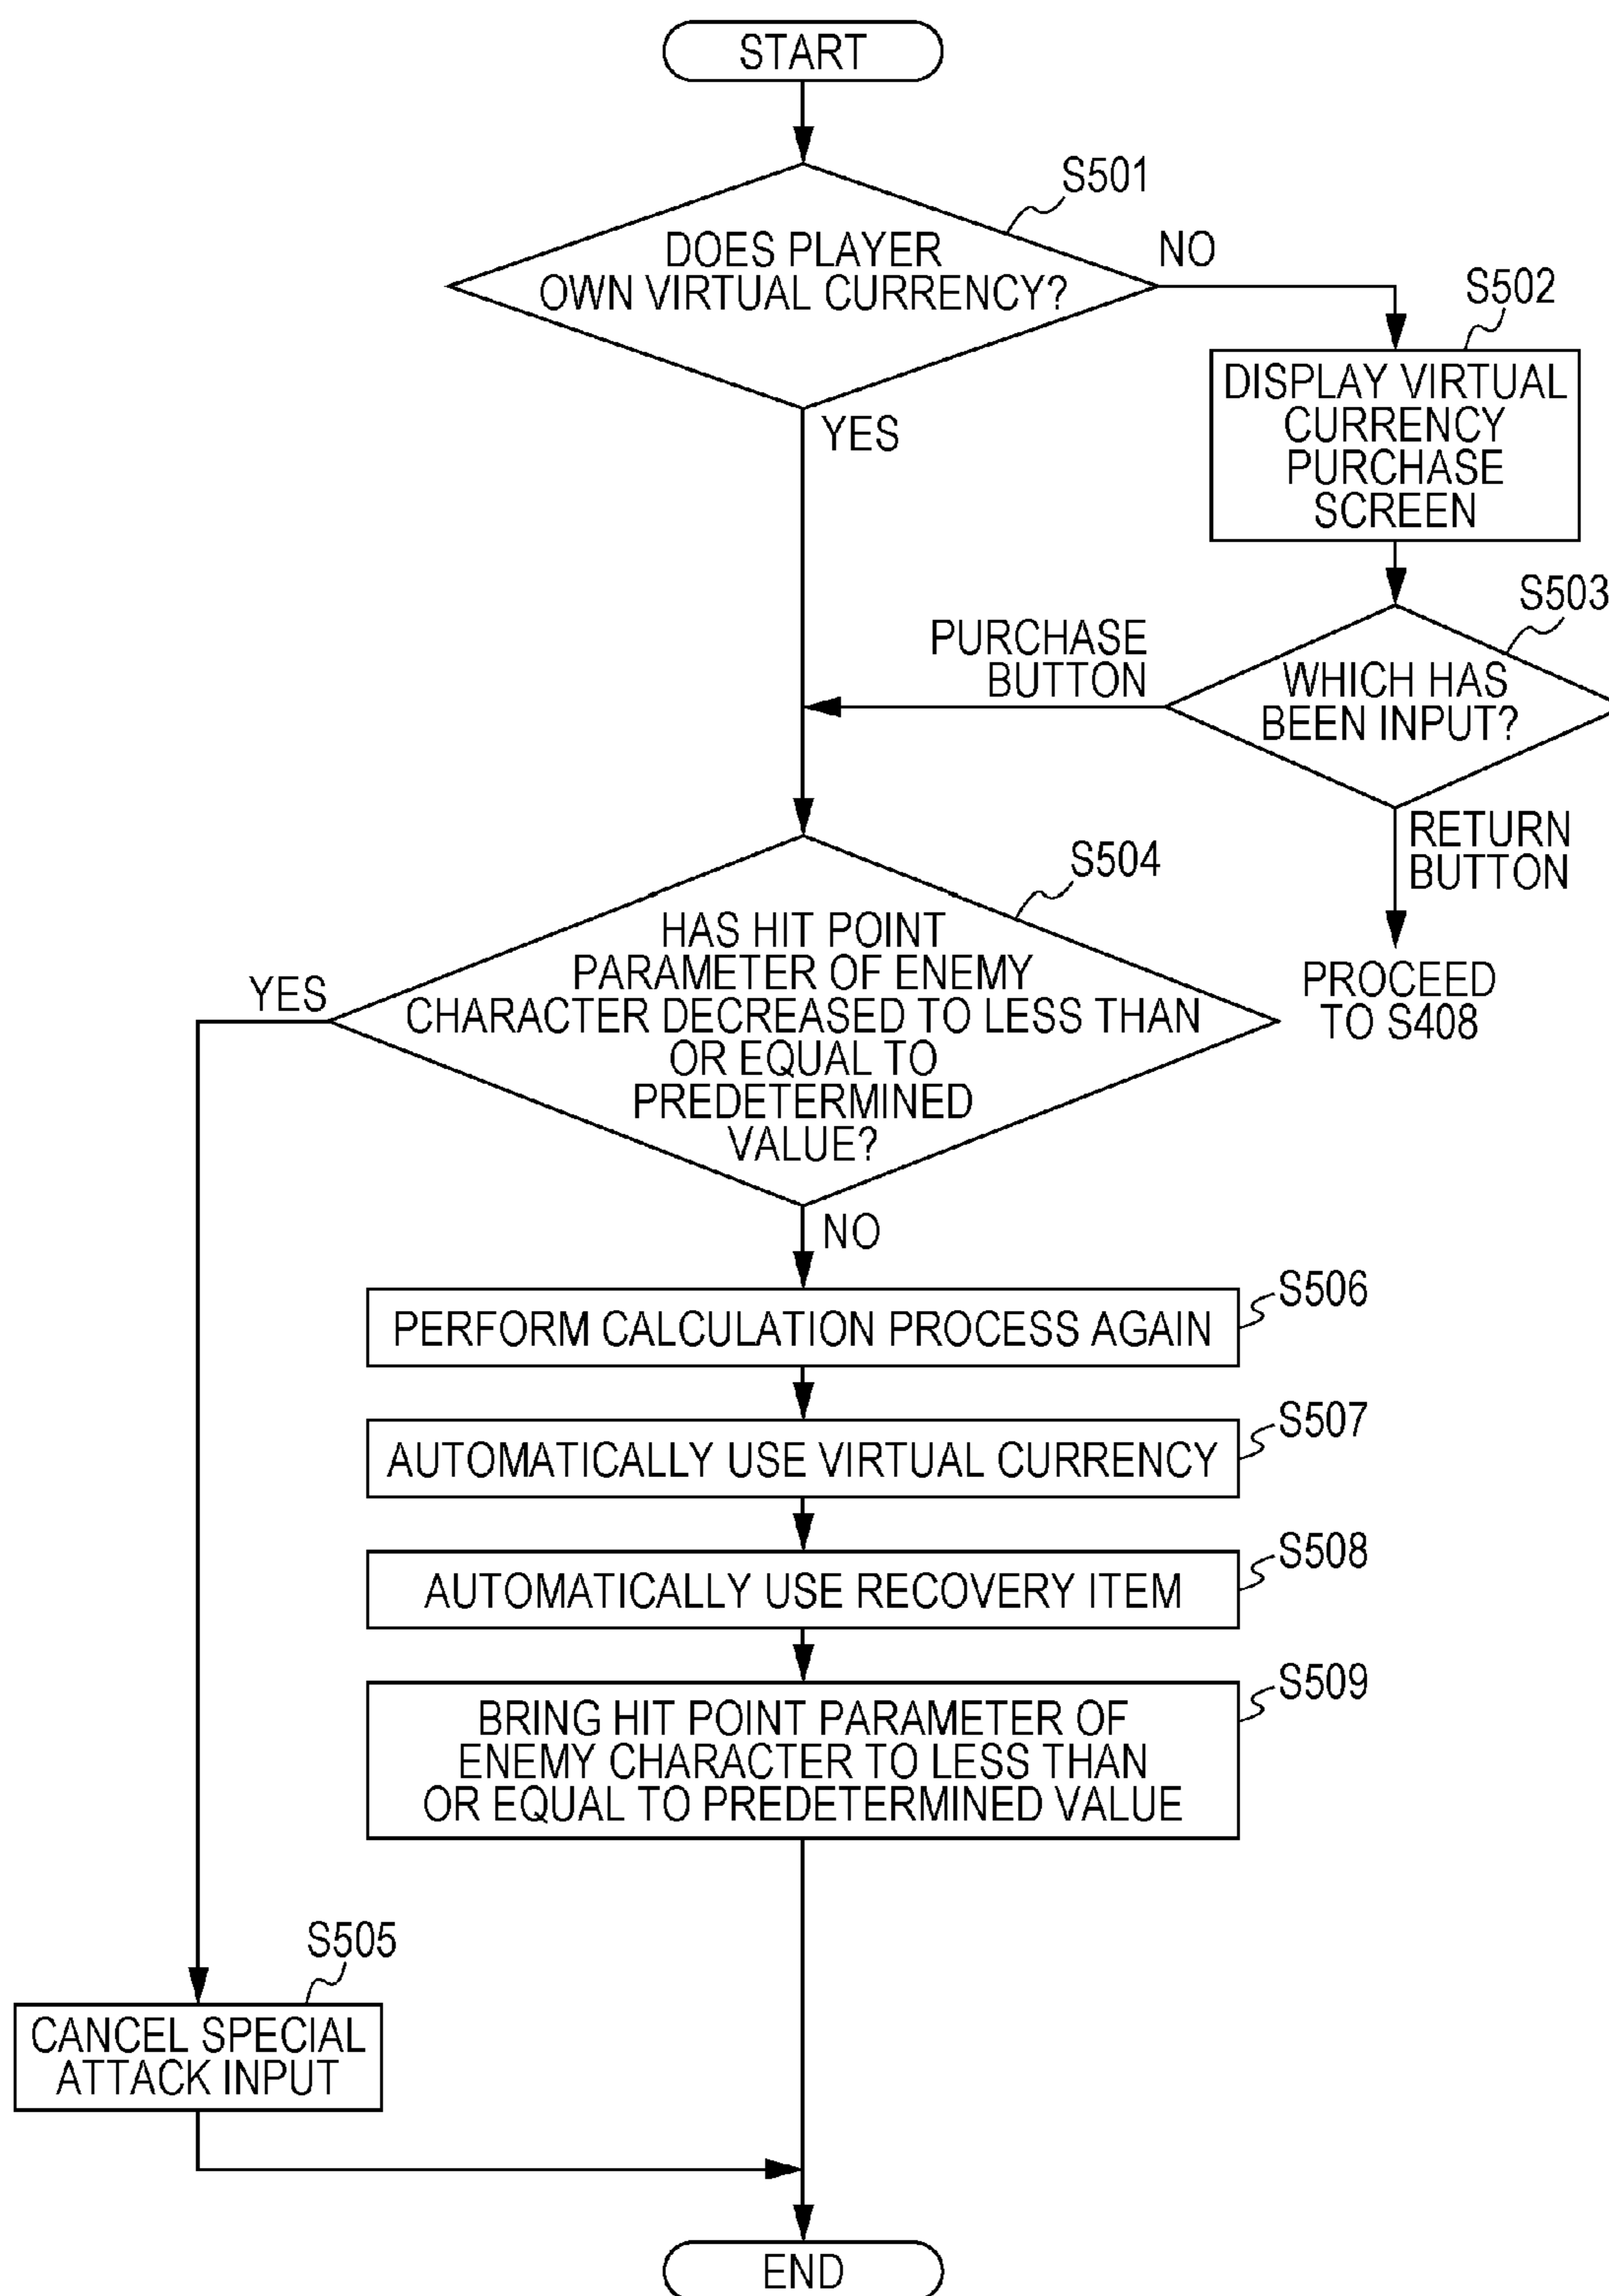 START
S501
DOES PLAYER
OWN VIRTUAL CURRENCY?
NO
YES
S502
DISPLAY VIRTUAL
CURRENCY
PURCHASE
SCREEN
S503
WHICH HAS
BEEN INPUT?
PURCHASE
BUTTON
RETURN
BUTTON
PROCEED
TO S408
S504
HAS HIT POINT
PARAMETER OF ENEMY
CHARACTER DECREASED TO LESS THAN
OR EQUAL TO
PREDETERMINED
VALUE?
YES
NO
S506
PERFORM CALCULATION PROCESS AGAIN
S507
AUTOMATICALLY USE VIRTUAL CURRENCY
S508
AUTOMATICALLY USE RECOVERY ITEM
S509
BRING HIT POINT PARAMETER OF
ENEMY CHARACTER TO LESS THAN
OR EQUAL TO PREDETERMINED VALUE
S505
CANCEL SPECIAL
ATTACK INPUT
END